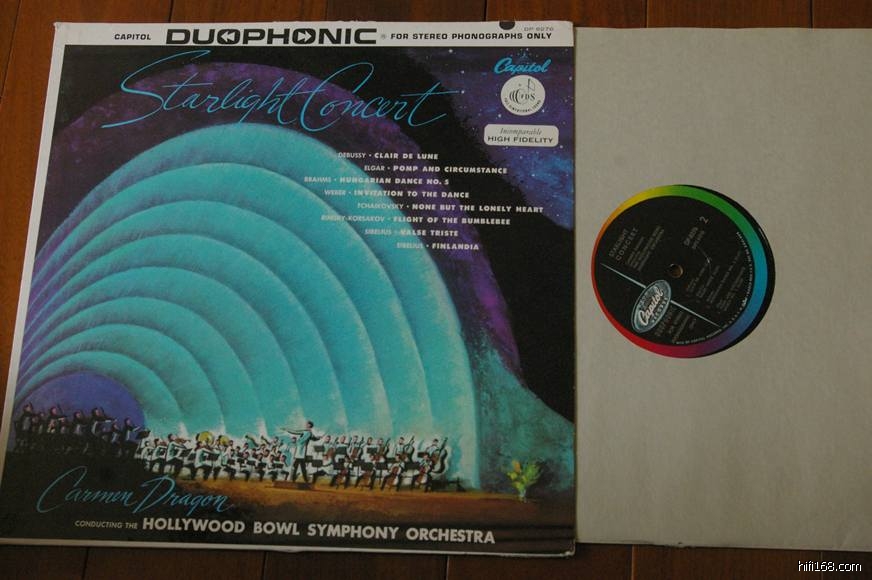 CAPITOL DUOPHONIC ® FOR STEREO PHONOGRAPHS ONLY
DP 8276
Starlight Concert
Capitol
FDS
Incomparable
HIGH FIDELITY
DEBUSSY • CLAIR DE LUNE
ELGAR • POMP AND CIRCUMSTANCE
BRAHMS • HUNGARIAN DANCE NO. 5
WEBER • INVITATION TO THE DANCE
TCHAIKOVSKY • NONE BUT THE LONELY HEART
RIMSKY-KORSAKOV • FLIGHT OF THE BUMBLEBEE
SIBELIUS • VALSE TRISTE
SIBELIUS • FINLANDIA
Carmen Dragon
CONDUCTING THE HOLLYWOOD BOWL SYMPHONY ORCHESTRA
STARLIGHT
CONCERT
2
Capitol
hifi168.com